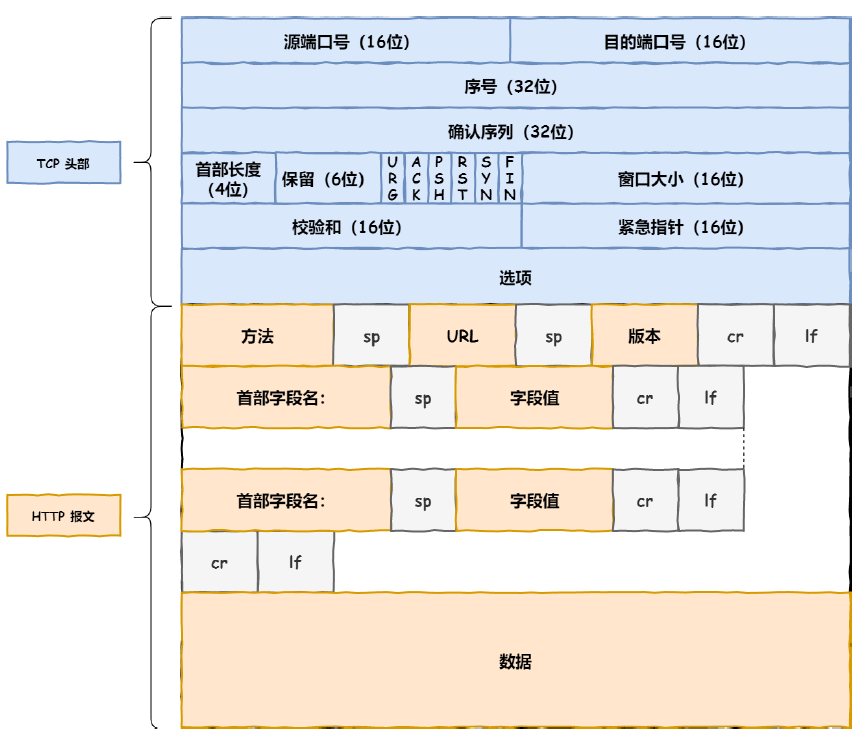 源端口号（16位）
目的端口号（16位）
序号（32位）
确认序列（32位）
TCP 头部
首部长度
（4位）
保留（6位）
URG
ACK
PSH
RST
SYN
FIN
窗口大小（16位）
校验和（16位）
紧急指针（16位）
选项
方法
sp
URL
sp
版本
cr
lf
首部字段名：
sp
字段值
cr
lf
HTTP 报文
首部字段名：
sp
字段值
cr
lf
cr
lf
数据